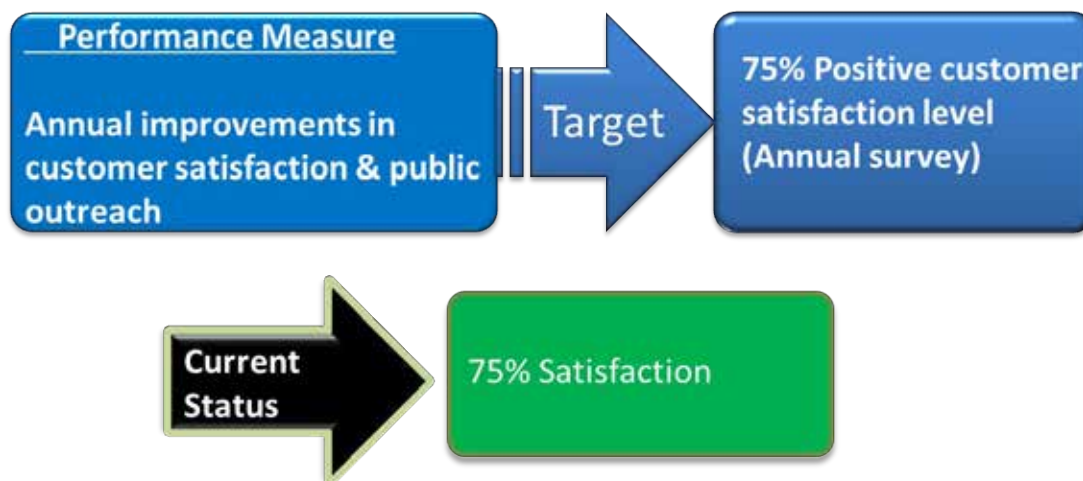 Performance Measure
Annual improvements in
customer satisfaction & public
outreach
Target
75% Positive customer
satisfaction level
(Annual survey)
Current
Status
75% Satisfaction